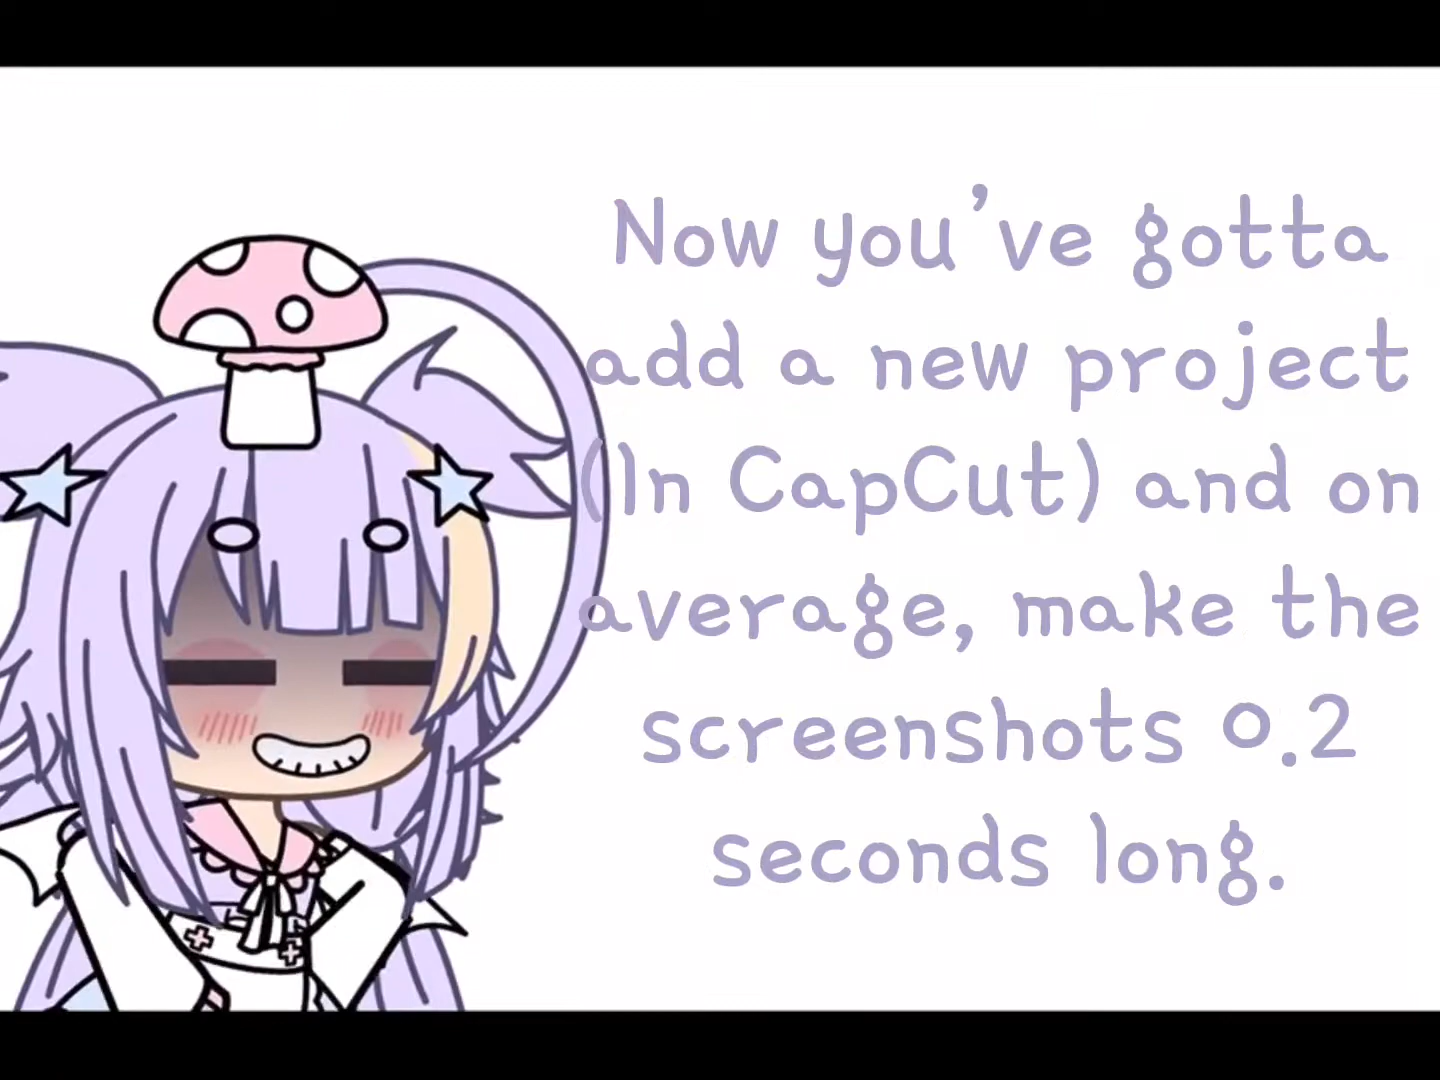 Now you've gotta
add a new project
(In CapCut) and on
average, make the
screenshots 0.2
seconds long.